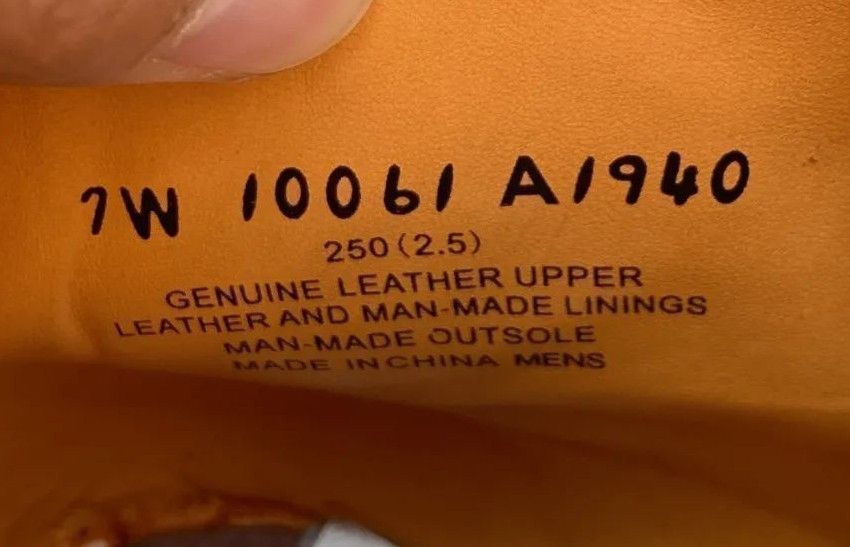 7W 10061 A1940
250 (2.5)
GENUINE LEATHER UPPER
LEATHER AND MAN-MADE LININGS
MAN-MADE OUTSOLE
MADE IN CHINA MENS